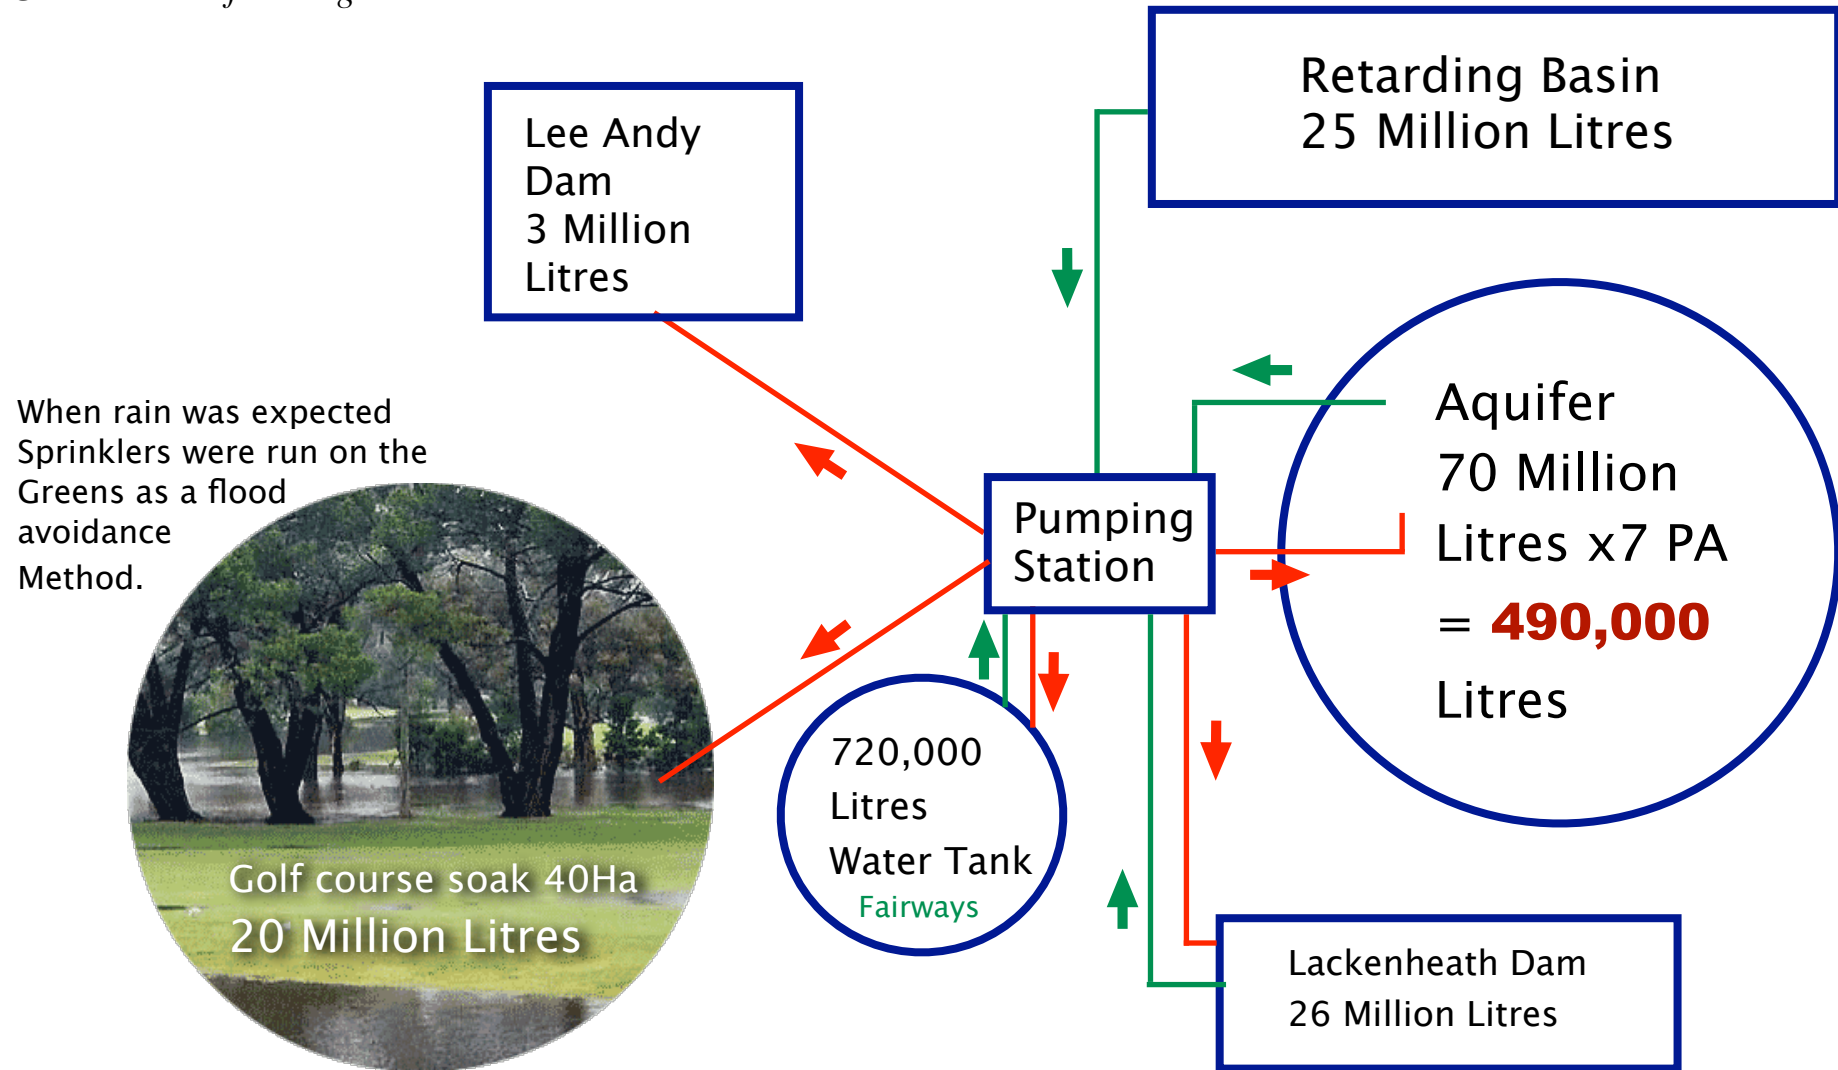 Retarding Basin
25 Million Litres
Lee Andy
Dam
3 Million
Litres
When rain was expected
Sprinklers were run on the
Greens as a flood
avoidance
Method.
Aquifer
70 Million
Litres x7 PA
= 490,000
Litres
Pumping
Station
720,000
Litres
Water Tank
Fairways
Golf course soak 40Ha
20 Million Litres
Lackenheath Dam
26 Million Litres